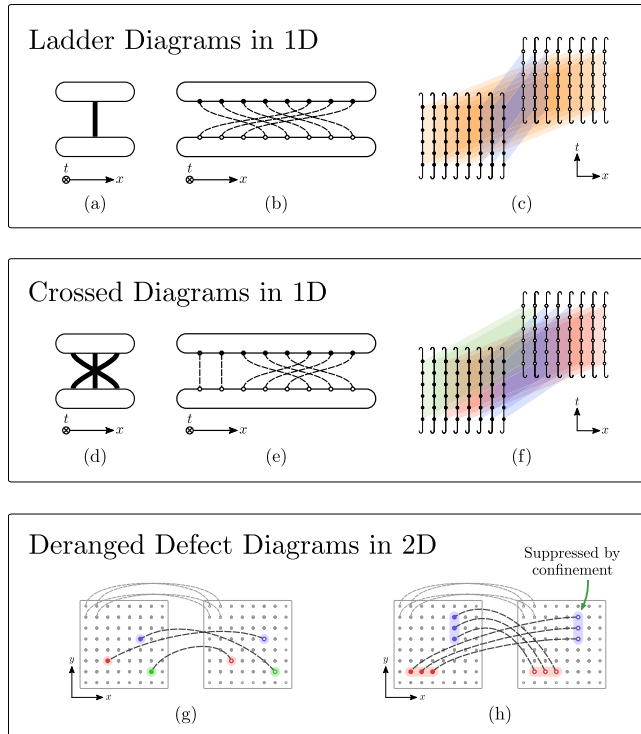 Ladder Diagrams in 1D
t
x
(a)
t
x
(b)
t
x
(c)
Crossed Diagrams in 1D
t
x
(d)
t
x
(e)
t
x
(f)
Deranged Defect Diagrams in 2D
Suppressed by
confinement
y
x
(g)
y
x
(h)